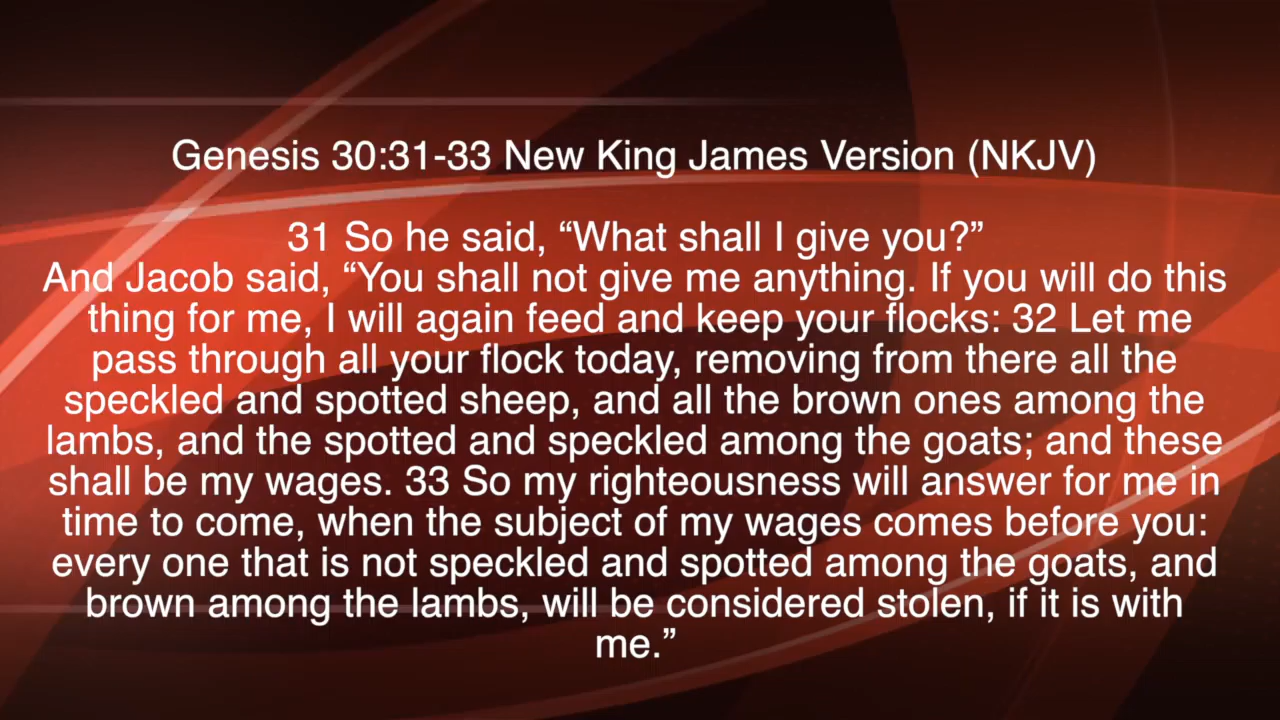 Genesis 30:31-33 New King James Version (NKJV)
31 So he said, “What shall I give you?”
And Jacob said, “You shall not give me anything. If you will do this
thing for me, I will again feed and keep your flocks: 32 Let me
pass through all your flock today, removing from there all the
speckled and spotted sheep, and all the brown ones among the
lambs, and the spotted and speckled among the goats; and these
shall be my wages. 33 So my righteousness will answer for me in
time to come, when the subject of my wages comes before you:
every one that is not speckled and spotted among the goats, and
brown among the lambs, will be considered stolen, if it is with
me.”